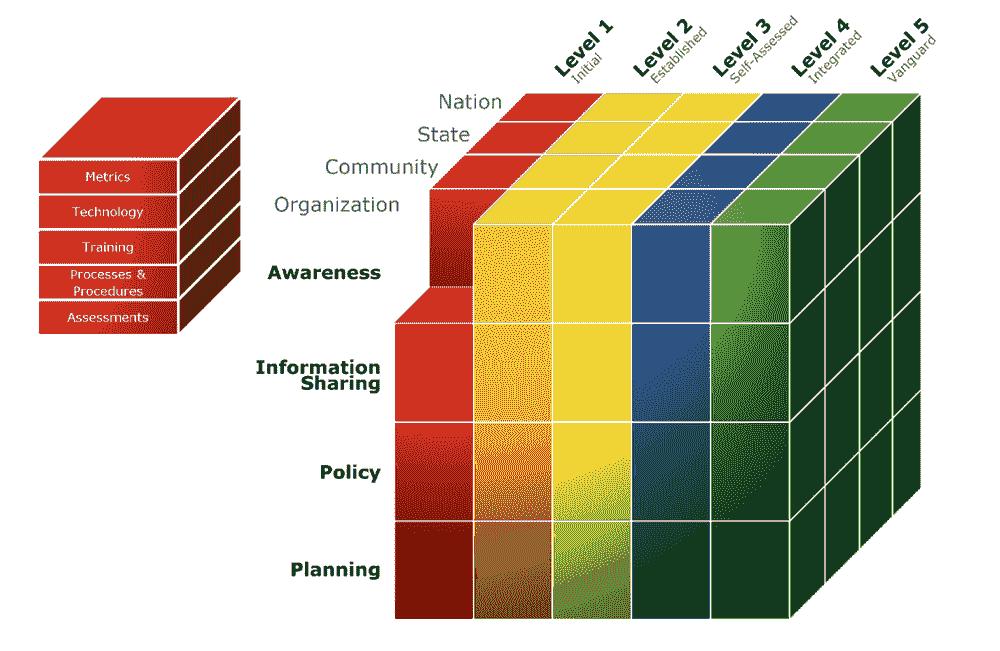 Level 1
Initial
Level 2
Established
Level 3
Self-Assessed
Level 4
Integrated
Level 5
Vanguard
Nation
State
Community
Organization
Awareness
Information
Sharing
Policy
Planning
Metrics
Technology
Training
Processes &
Procedures
Assessments